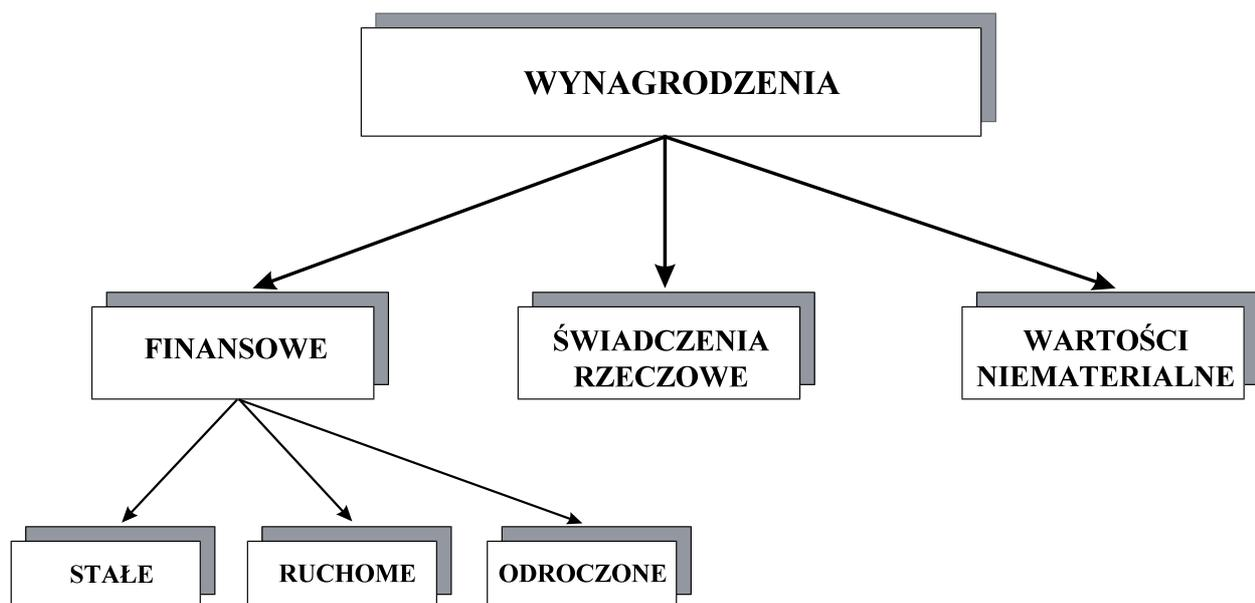 WYNAGRODZENIA
FINANSOWE
ŚWIADCZENIA
RZECZOWE
WARTOŚCI
NIEMATERIALNE
STAŁE
RUCHOME
ODROCZONE